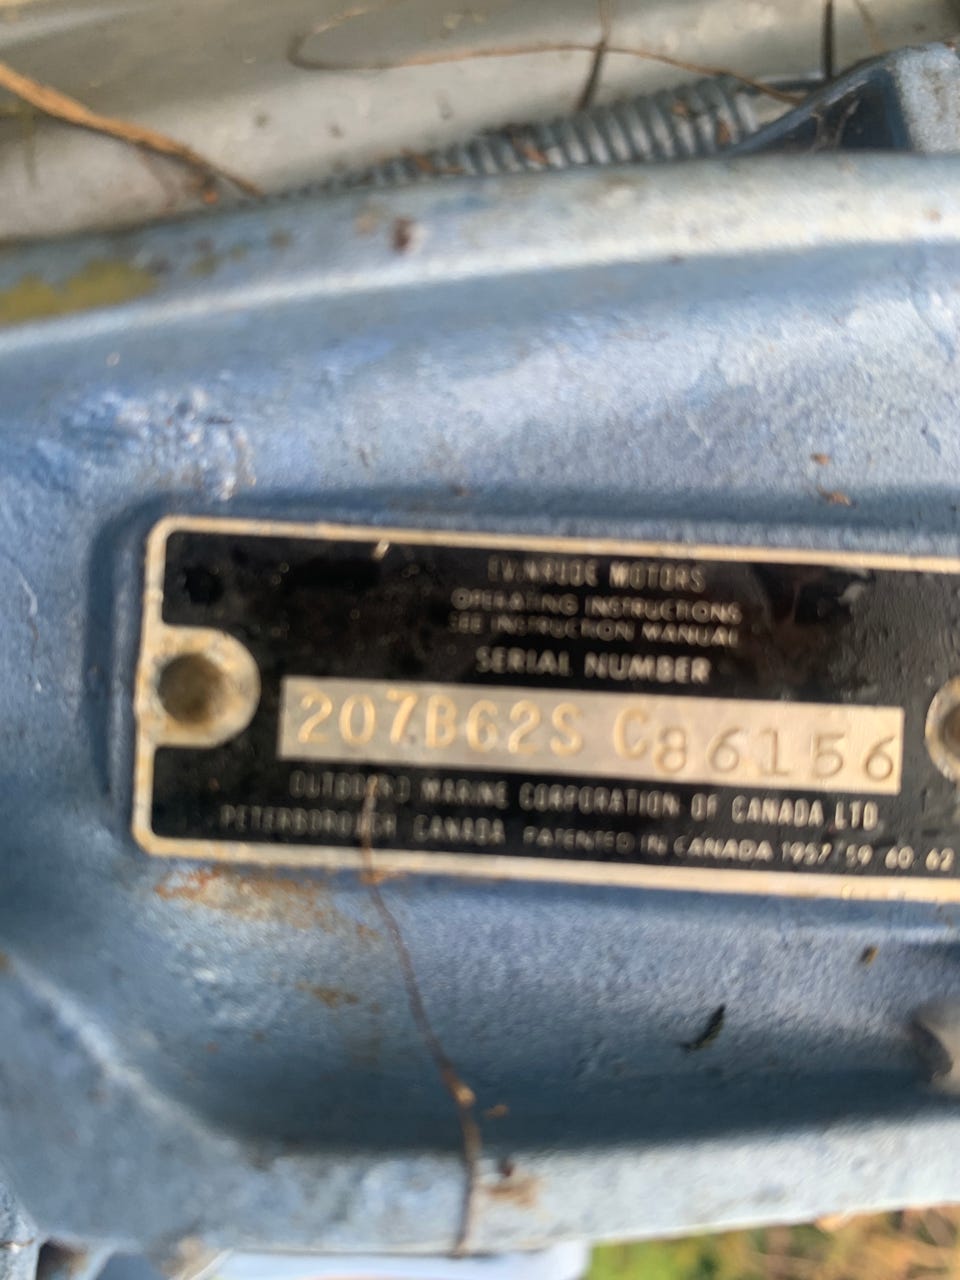 EVINRUDE MOTORS
OPERATING INSTRUCTIONS
SEE INSTRUCTION MANUAL
SERIAL NUMBER
207B62S C86156
OUTBOARD MARINE CORPORATION OF CANADA LTD.
PETERBOROUGH CANADA PATENTED IN CANADA 1957 59 60 62